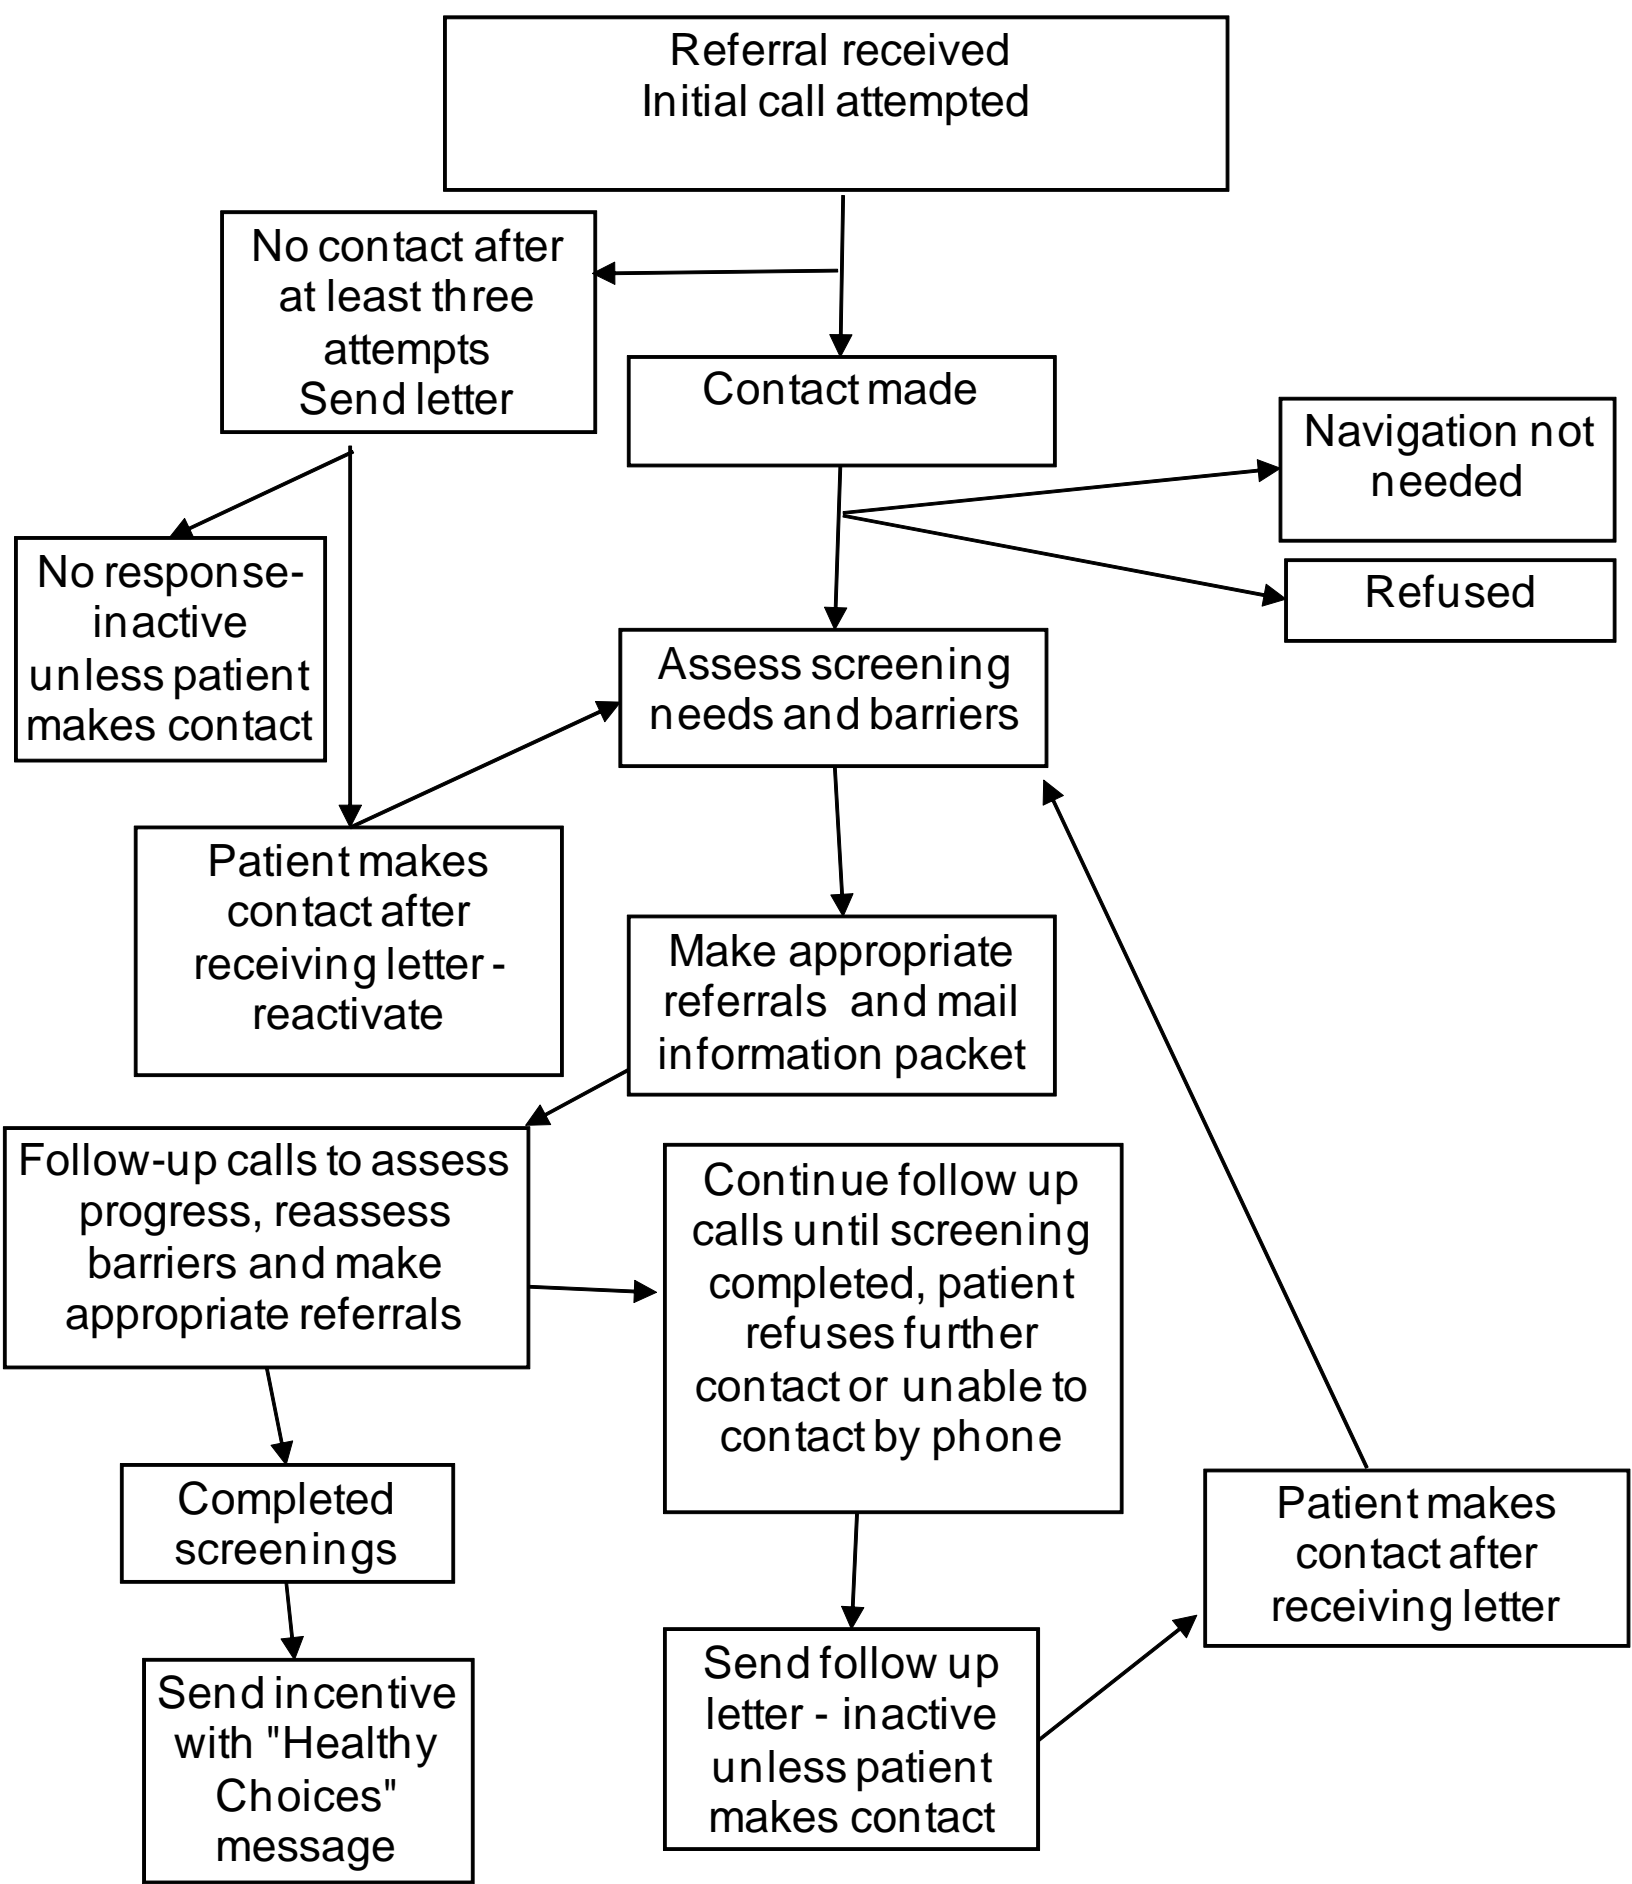 Referral received
Initial call attempted
No contact after
at least three
attempts
Send letter
Contact made
Navigation not
needed
Refused
No response-
inactive
unless patient
makes contact
Assess screening
needs and barriers
Patient makes
contact after
receiving letter -
reactivate
Make appropriate
referrals and mail
information packet
Follow-up calls to assess
progress, reassess
barriers and make
appropriate referrals
Continue follow up
calls until screening
completed, patient
refuses further
contact or unable to
contact by phone
Completed
screenings
Patient makes
contact after
receiving letter
Send incentive
with "Healthy
Choices"
message
Send follow up
letter - inactive
unless patient
makes contact